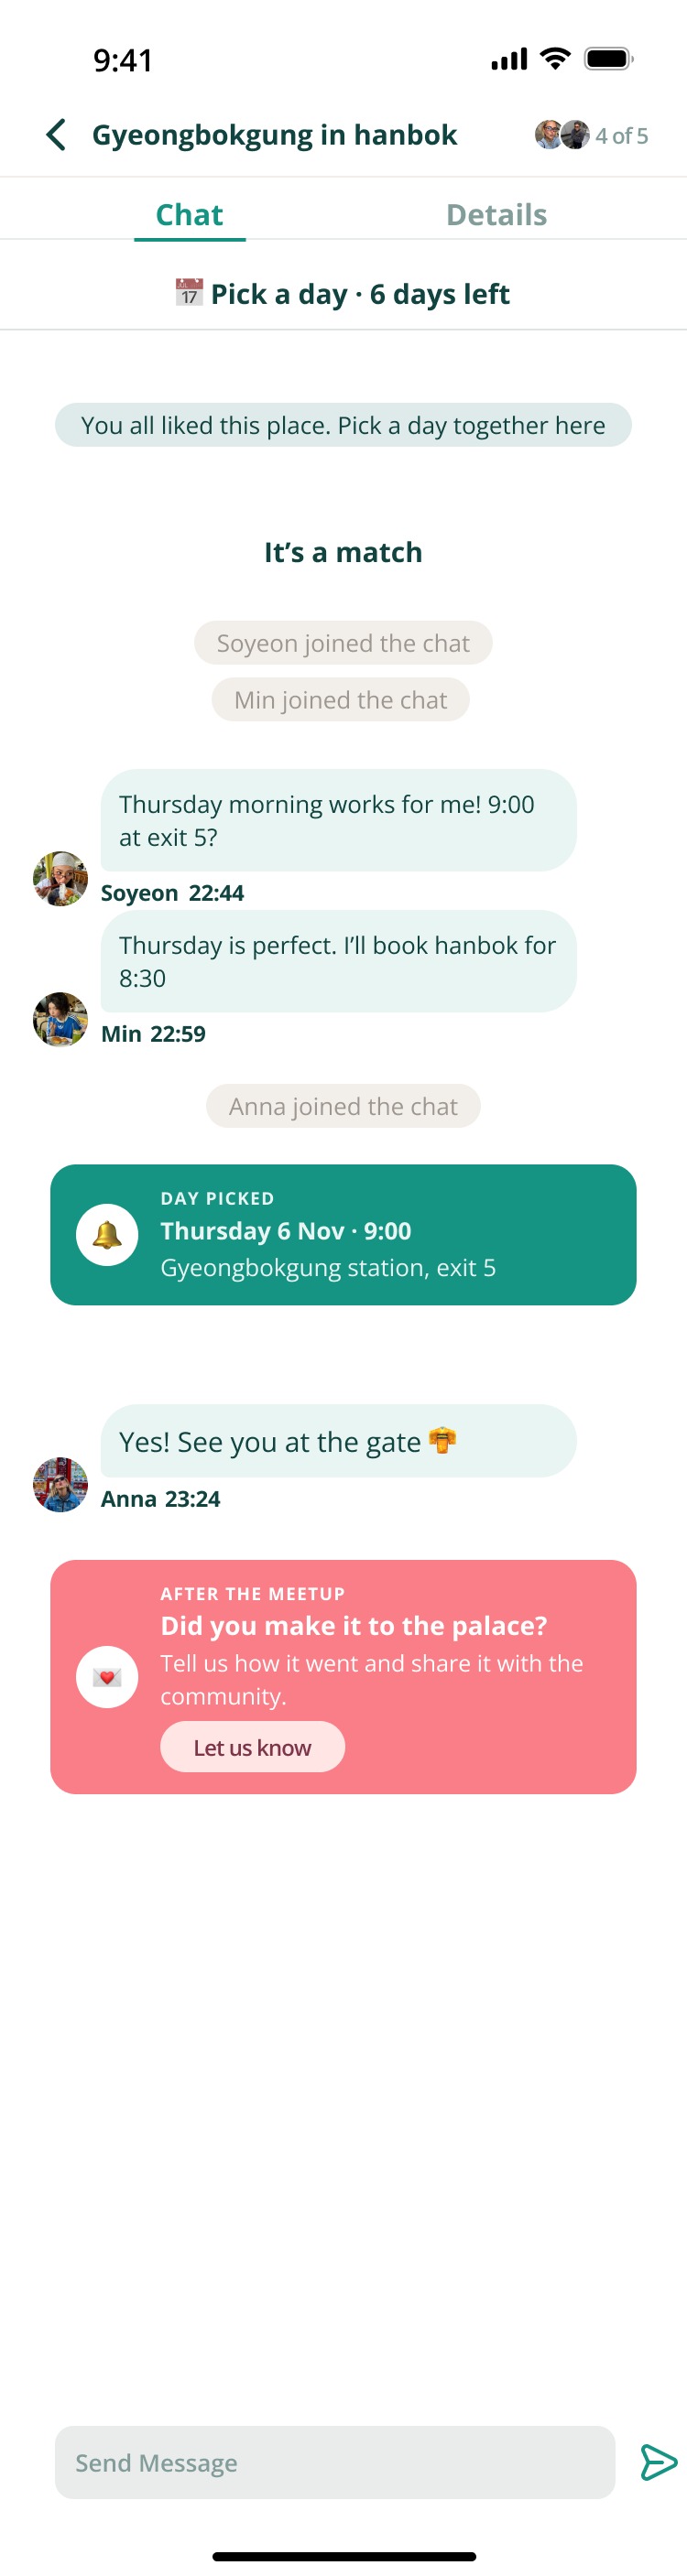 9:41
Gyeongbokgung in hanbok
4 of 5
Chat
Details
JUL
17
Pick a day · 6 days left
You all liked this place. Pick a day together here
It’s a match
Soyeon joined the chat
Min joined the chat
Thursday morning works for me! 9:00
at exit 5?
Soyeon 22:44
Thursday is perfect. I’ll book hanbok for
8:30
Min 22:59
Anna joined the chat
DAY PICKED
Thursday 6 Nov · 9:00
Gyeongbokgung station, exit 5
Yes! See you at the gate
Anna 23:24
AFTER THE MEETUP
Did you make it to the palace?
Tell us how it went and share it with the
community.
Let us know
Send Message